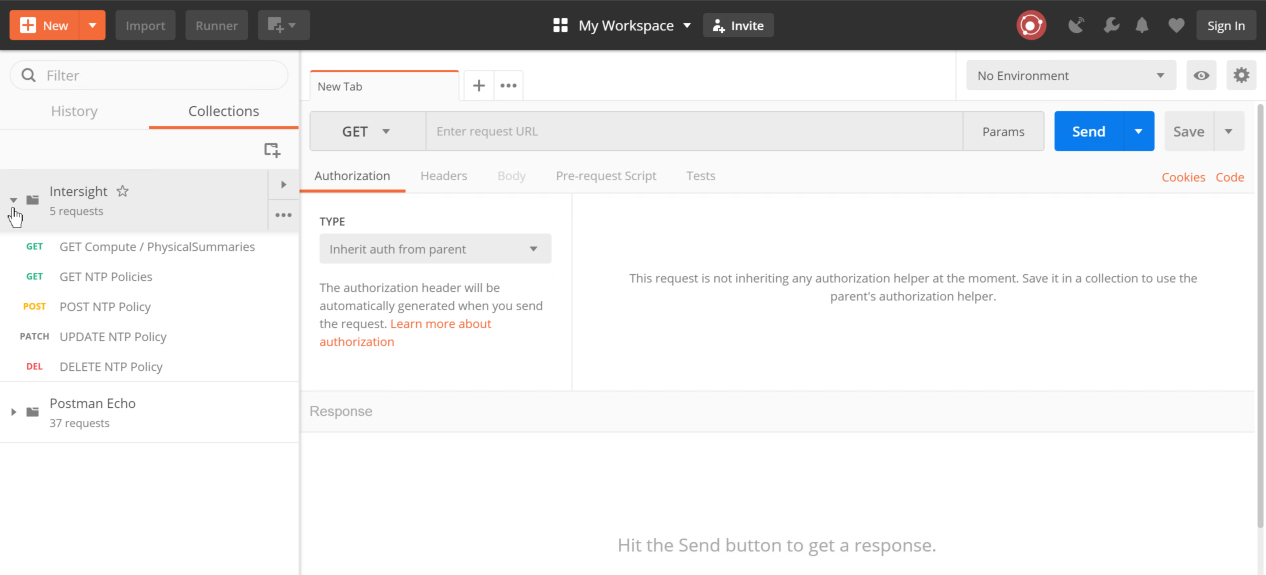 New
Import
Runner
My Workspace
Invite
Sign In
Filter
History
Collections
Intersight
5 requests
GET GET Compute / PhysicalSummaries
GET GET NTP Policies
POST POST NTP Policy
PATCH UPDATE NTP Policy
DEL DELETE NTP Policy
Postman Echo
37 requests
New Tab
No Environment
GET
Enter request URL
Params
Send
Save
Authorization
Headers
Body
Pre-request Script
Tests
Cookies
Code
TYPE
Inherit auth from parent
The authorization header will be
automatically generated when you send
the request. Learn more about
authorization
This request is not inheriting any authorization helper at the moment. Save it in a collection to use the
parent's authorization helper.
Response
Hit the Send button to get a response.